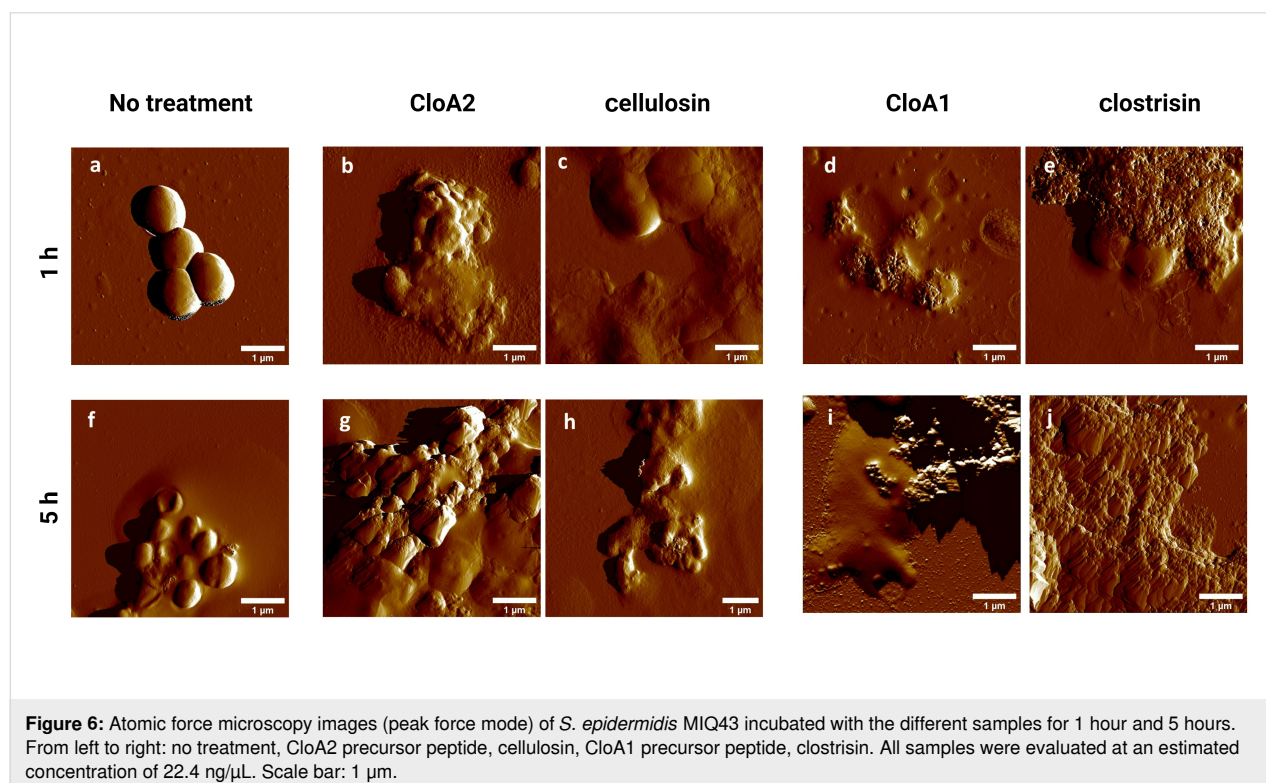 No treatment CloA2 cellulosin CloA1 clostrisin
1 h
a b c d e
1 µm 1 µm 1 µm 1 µm 1 µm
5 h
f g h i j
1 µm 1 µm 1 µm 1 µm 1 µm
Figure 6: Atomic force microscopy images (peak force mode) of S. epidermidis MIQ43 incubated with the different samples for 1 hour and 5 hours.
From left to right: no treatment, CloA2 precursor peptide, cellulosin, CloA1 precursor peptide, clostrisin. All samples were evaluated at an estimated
concentration of 22.4 ng/µL. Scale bar: 1 µm.